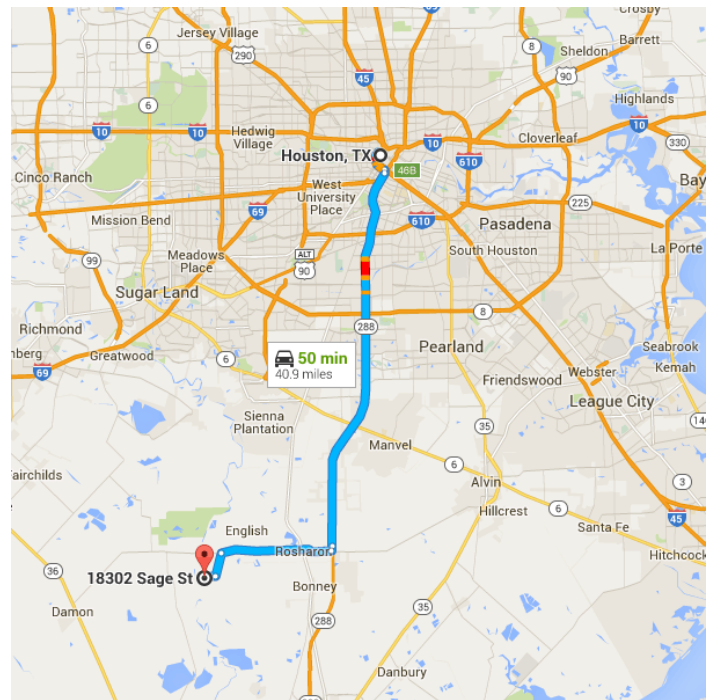 Crosby
6
Jersey Village
8
Barrett
290
Sheldon
45
90
Highlands
6
10
10
Hedwig
Village
10
Cloverleaf
10
330
Houston, TX
610
Cinco Ranch
46B
Bay
West
University
Place
69
225
Mission Bend
610
Pasadena
99
Meadows
Place
ALT
90
South Houston
La Porte
Sugar Land
8
Richmond
288
Greatwood
6
Pearland
Seabrook
Kemah
69
50 min
40.9 miles
Webster
Friendswood
League City
Sienna
Plantation
35
146
Manvel
Fairchilds
6
3
Alvin
Hillcrest
6
Santa Fe
45
English
Rosharon
Hitchcock
36
18302 Sage St
Bonney
Damon
35
288
Danbury